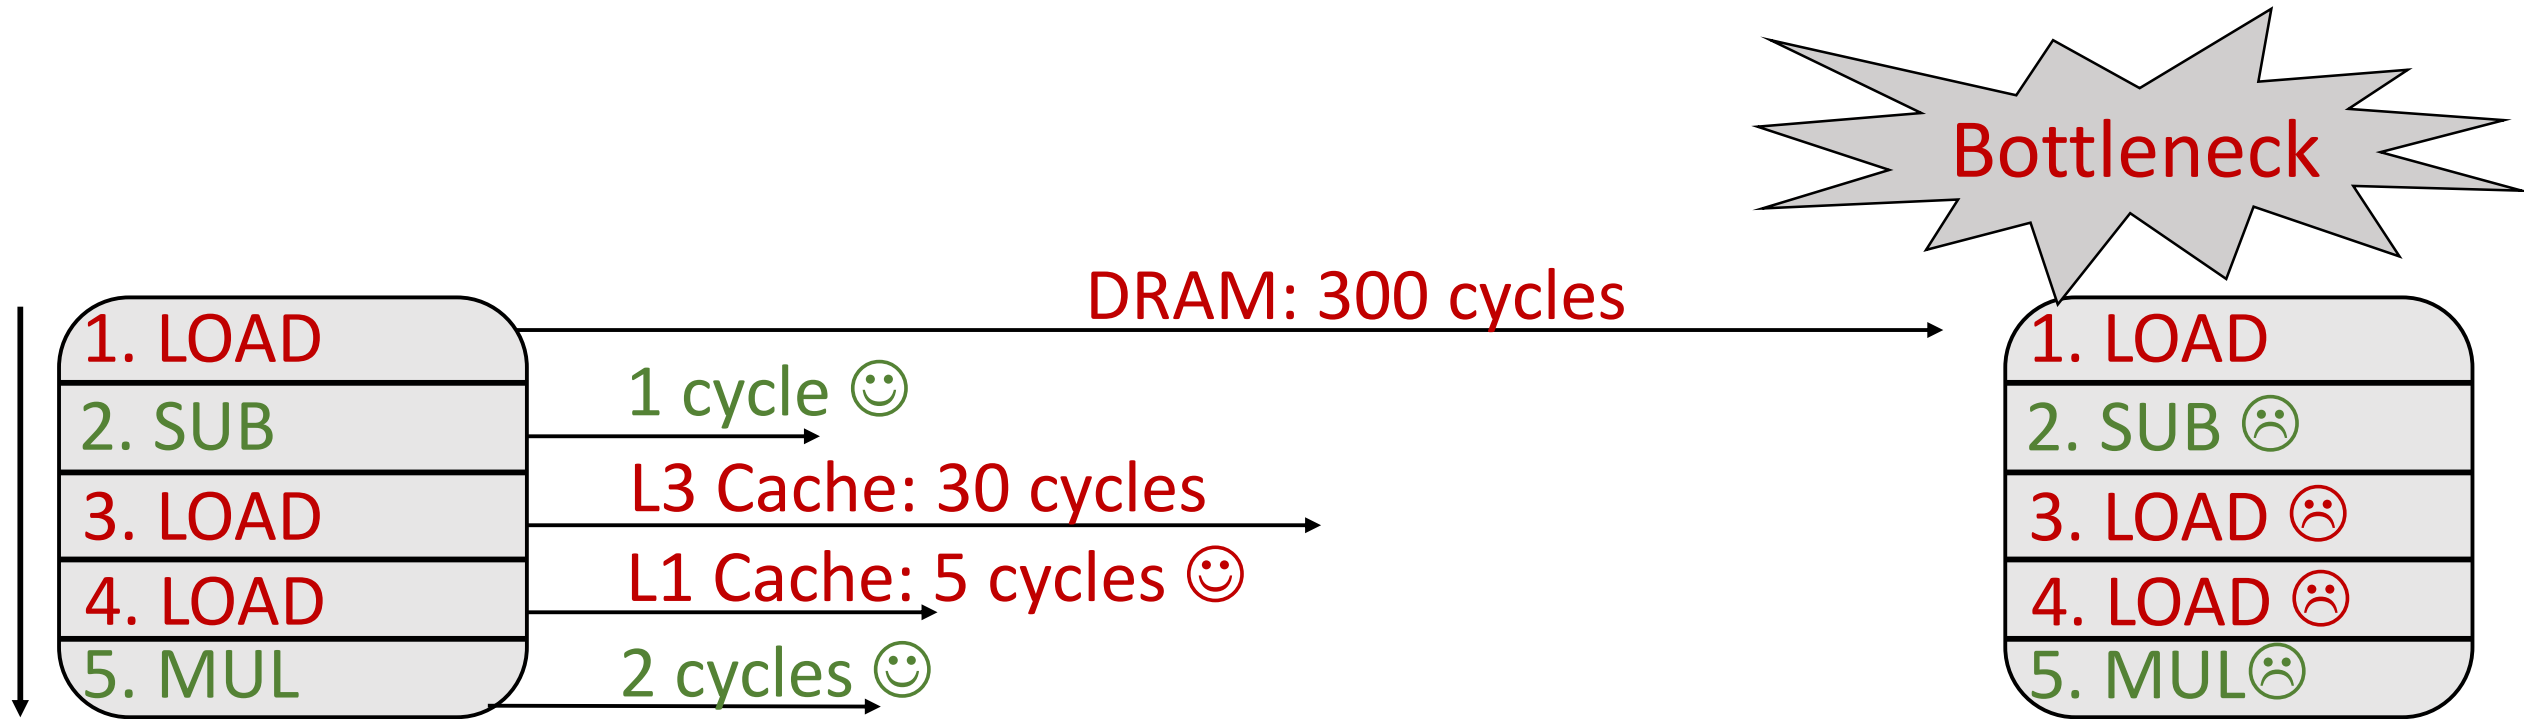 Bottleneck
DRAM: 300 cycles
1. LOAD
1 cycle
2. SUB
L3 Cache: 30 cycles
3. LOAD
L1 Cache: 5 cycles
4. LOAD
2 cycles
5. MUL
1. LOAD
2. SUB
3. LOAD
4. LOAD
5. MUL